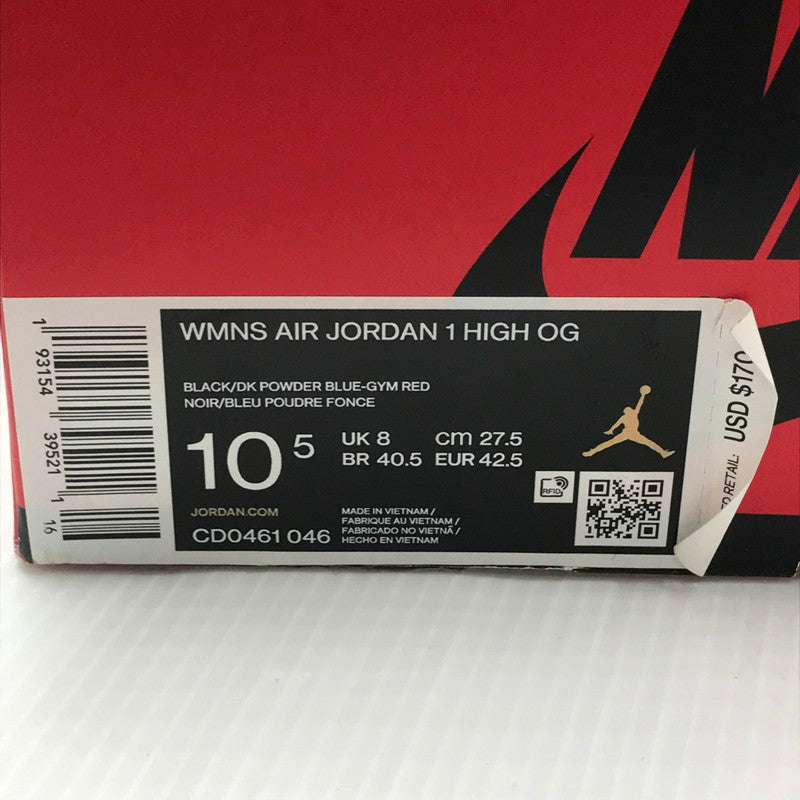 WMNS AIR JORDAN 1 HIGH OG
BLACK/DK POWDER BLUE-GYM RED
NOIR/BLEU POUDRE FONCE
10 5
UK 8 cm 27.5
BR 40.5 EUR 42.5
RFID
JORDAN.COM
CD0461 046
MADE IN VIETNAM /
FABRIQUE AU VIETNAM /
FABRICADO NO VIETNÃ /
HECHO EN VIETNAM
1 93154 39521 1 16
RETAIL: USD $170